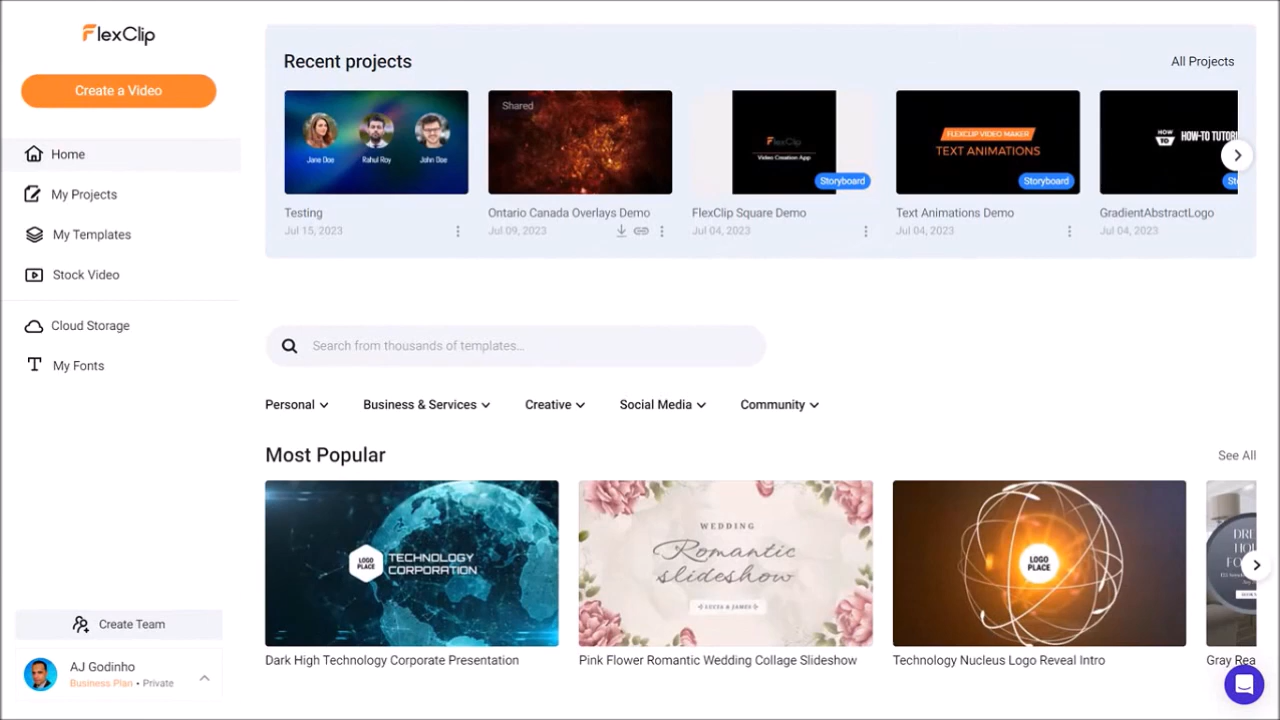 FlexClip
Create a Video
Home
My Projects
My Templates
Stock Video
Cloud Storage
My Fonts
Create Team
AJ Godinho
Business Plan • Private
Recent projects
All Projects
Jane Doe
Rahul Roy
John Doe
Testing
Jul 15, 2023
Shared
Ontario Canada Overlays Demo
Jul 09, 2023
FlexClip
Video Creation App
Storyboard
FlexClip Square Demo
Jul 04, 2023
FLEXCLIP VIDEO MAKER
TEXT ANIMATIONS
Storyboard
Text Animations Demo
Jul 04, 2023
HOW
TO
HOW-TO TUTOR
St
GradientAbstractLogo
Jul 04, 2023
Search from thousands of templates...
Personal
Business & Services
Creative
Social Media
Community
Most Popular
See All
LOGO
PLACE
TECHNOLOGY
CORPORATION
Dark High Technology Corporate Presentation
WEDDING
Romantic
slideshow
Pink Flower Romantic Wedding Collage Slideshow
LOGO
PLACE
Technology Nucleus Logo Reveal Intro
Gray Rea